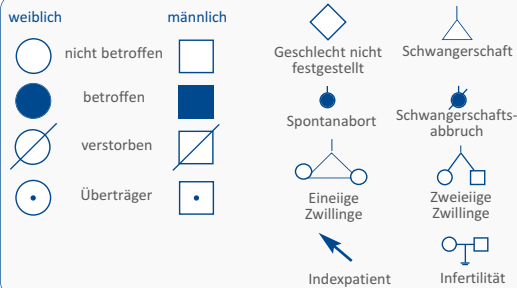 weiblich
männlich
nicht betroffen
betroffen
verstorben
Überträger
Geschlecht nicht
festgestellt
Schwangerschaft
Spontanabort
Schwangerschafts-
abbruch
Eineiige
Zwillinge
Zweieiige
Zwillinge
Indexpatient
Infertilität